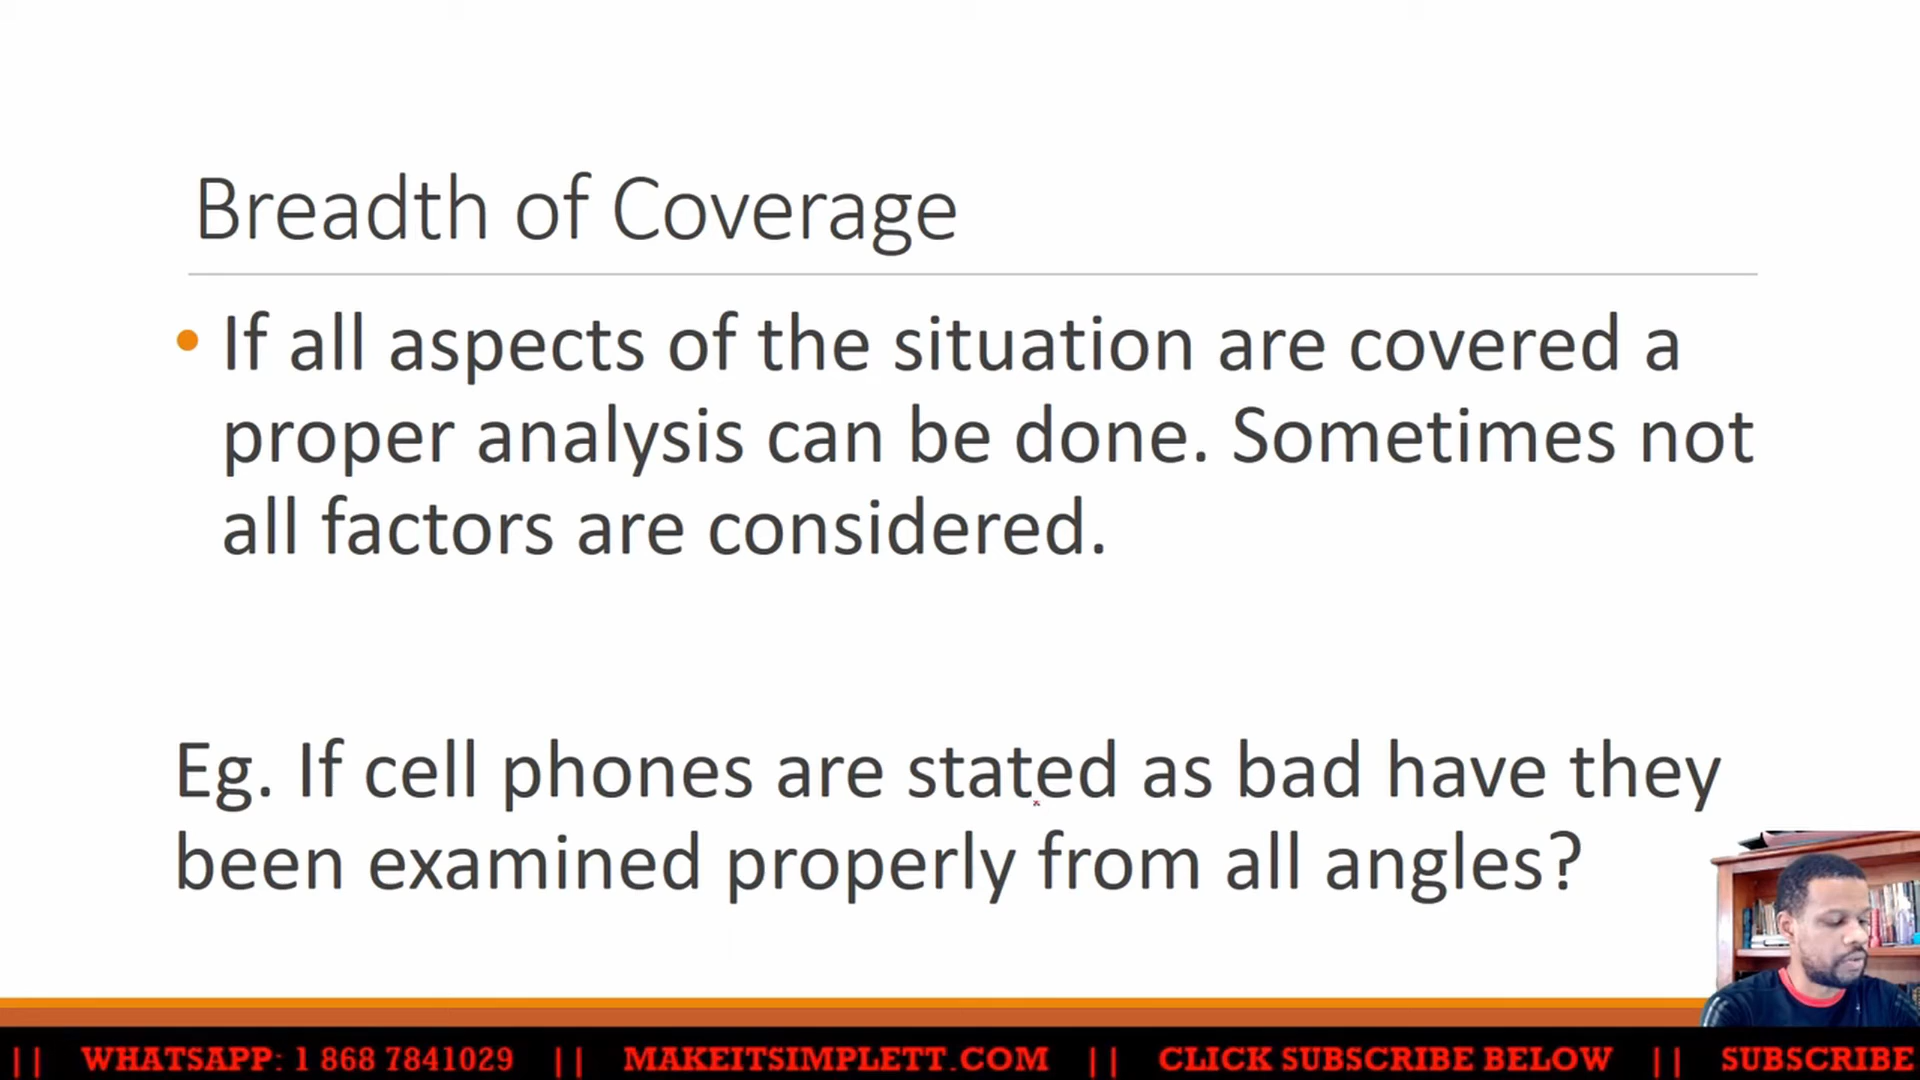 Breadth of Coverage
• If all aspects of the situation are covered a
proper analysis can be done. Sometimes not
all factors are considered.
Eg. If cell phones are stated as bad have they
been examined properly from all angles?
|| WHATSAPP: 1 868 7841029 || MAKEITSIMPLETT.COM || CLICK SUBSCRIBE BELOW || SUBSCRIBE